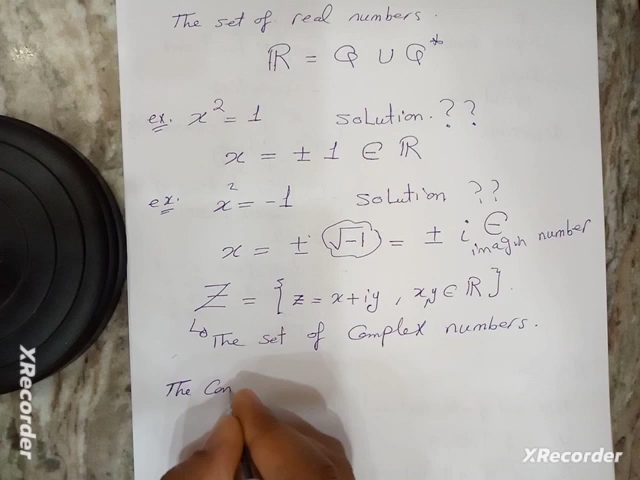 The set of real numbers.
ℝ = Q ∪ Q*
ex. x² = 1 solution. ??
x = ± 1 ∈ ℝ
ex. x² = -1 solution ??
x = ± √-1 = ± i ∈
imagin number
Z = { z = x + iy , x,y ∈ ℝ }.
↳ The set of Complex numbers.
The Con
XRecorder
XRecorder